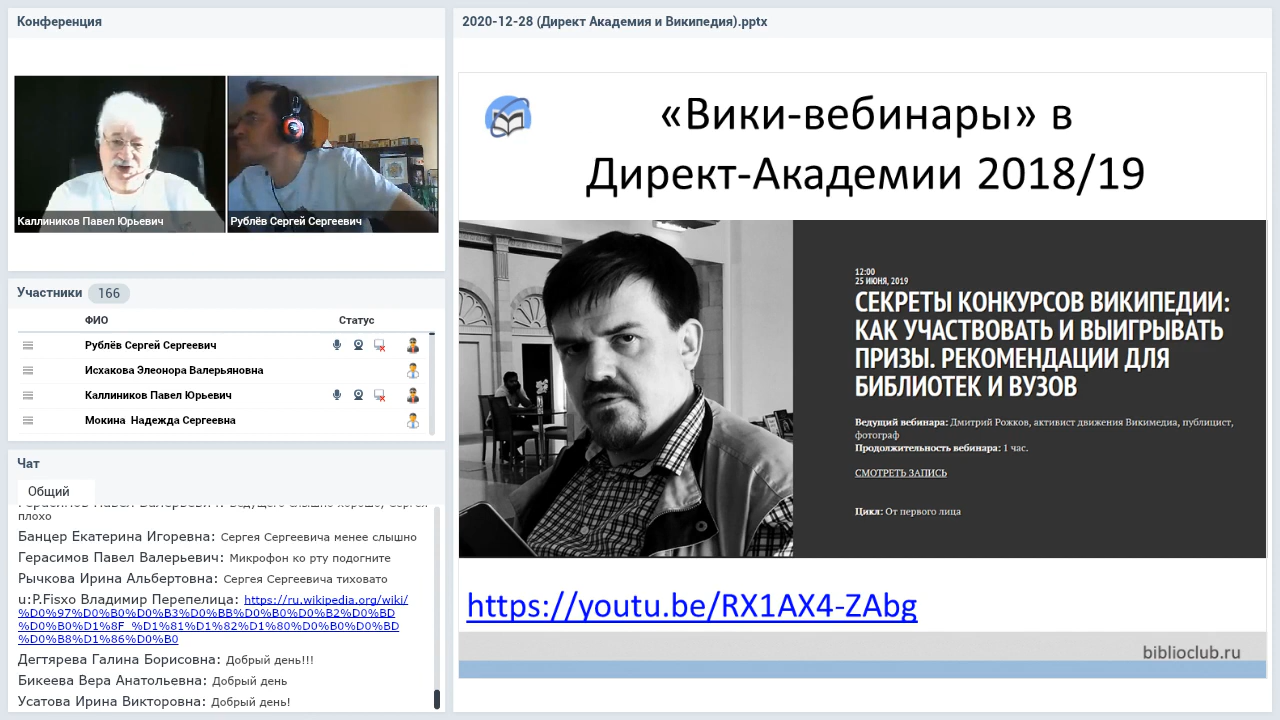 Конференция
Каллиников Павел Юрьевич
Рублёв Сергей Сергеевич
Участники 166
ФИО Статус
Рублёв Сергей Сергеевич
Исхакова Элеонора Валерьяновна
Каллиников Павел Юрьевич
Мокина Надежда Сергеевна
Чат
Общий
плохо
Банцер Екатерина Игоревна: Сергея Сергеевича менее слышно
Герасимов Павел Валерьевич: Микрофон ко рту подогните
Рычкова Ирина Альбертовна: Сергея Сергеевича тиховато
u:P.Fisxo Владимир Перепелица: https://ru.wikipedia.org/wiki/
%D0%97%D0%B0%D0%B3%D0%BB%D0%B0%D0%B2%D0%BD
%D0%B0%D1%8F_%D1%81%D1%82%D1%80%D0%B0%D0%BD
%D0%B8%D1%86%D0%B0
Дегтярева Галина Борисовна: Добрый день!!!
Бикеева Вера Анатольевна: Добрый день
Усатова Ирина Викторовна: Добрый день!
2020-12-28 (Директ Академия и Википедия).pptx
«Вики-вебинары» в
Директ-Академии 2018/19
12:00
25 ИЮНЯ, 2019
СЕКРЕТЫ КОНКУРСОВ ВИКИПЕДИИ:
КАК УЧАСТВОВАТЬ И ВЫИГРЫВАТЬ
ПРИЗЫ. РЕКОМЕНДАЦИИ ДЛЯ
БИБЛИОТЕК И ВУЗОВ
Ведущий вебинара: Дмитрий Рожков, активист движения Викимедиа, публицист,
фотограф
Продолжительность вебинара: 1 час.
СМОТРЕТЬ ЗАПИСЬ
Цикл: От первого лица
https://youtu.be/RX1AX4-ZAbg
biblioclub.ru